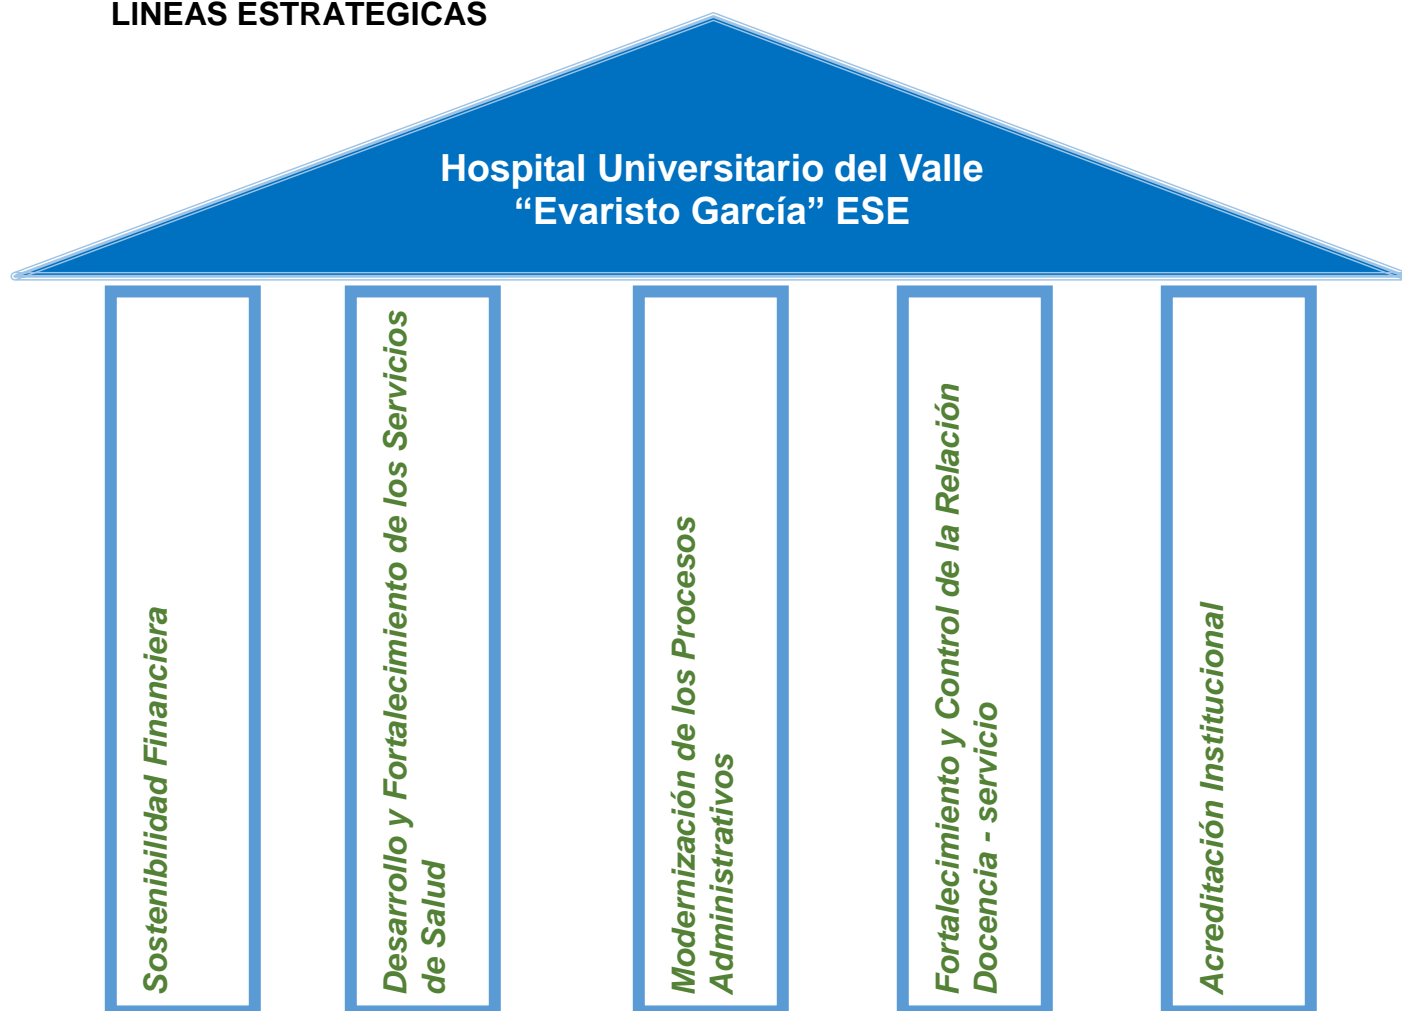 LINEAS ESTRATEGICAS
Hospital Universitario del Valle
“Evaristo García” ESE
Sostenibilidad Financiera
Desarrollo y Fortalecimiento de los Servicios
de Salud
Modernización de los Procesos
Administrativos
Fortalecimiento y Control de la Relación
Docencia - servicio
Acreditación Institucional